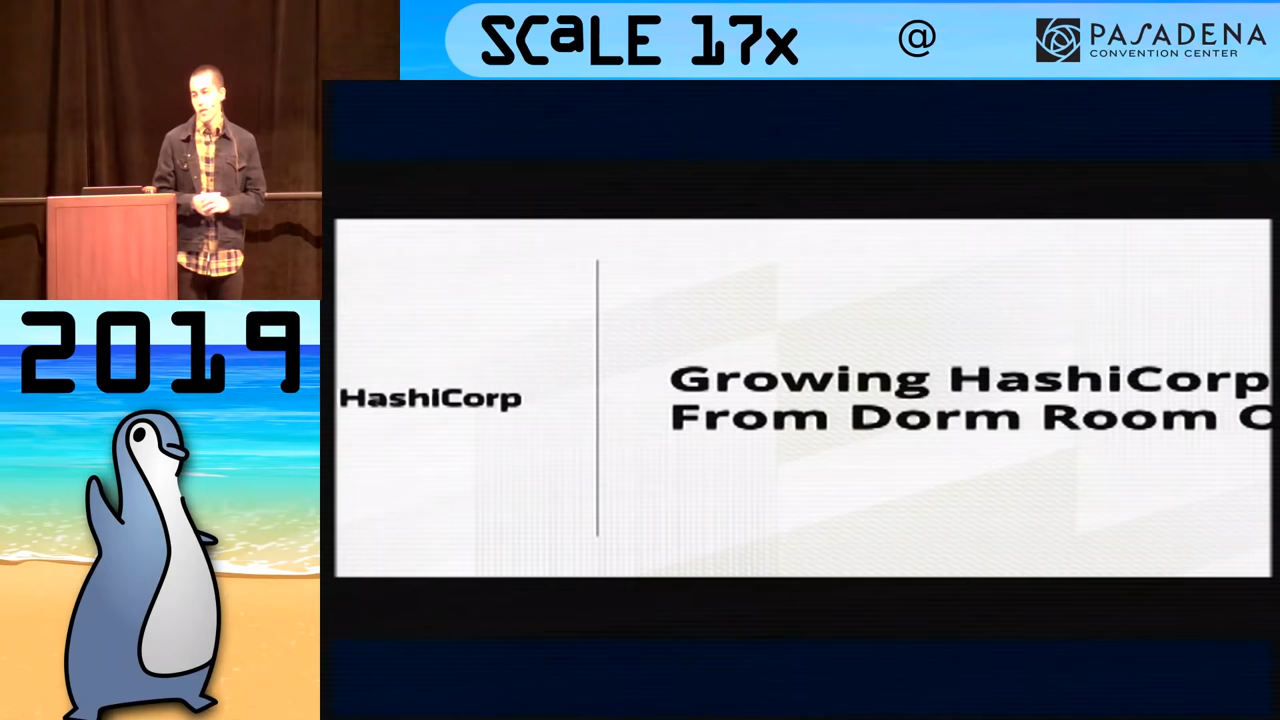 SCALE 17x
@
PASADENA
CONVENTION CENTER
HashiCorp
Growing HashiCorp
From Dorm Room
2019